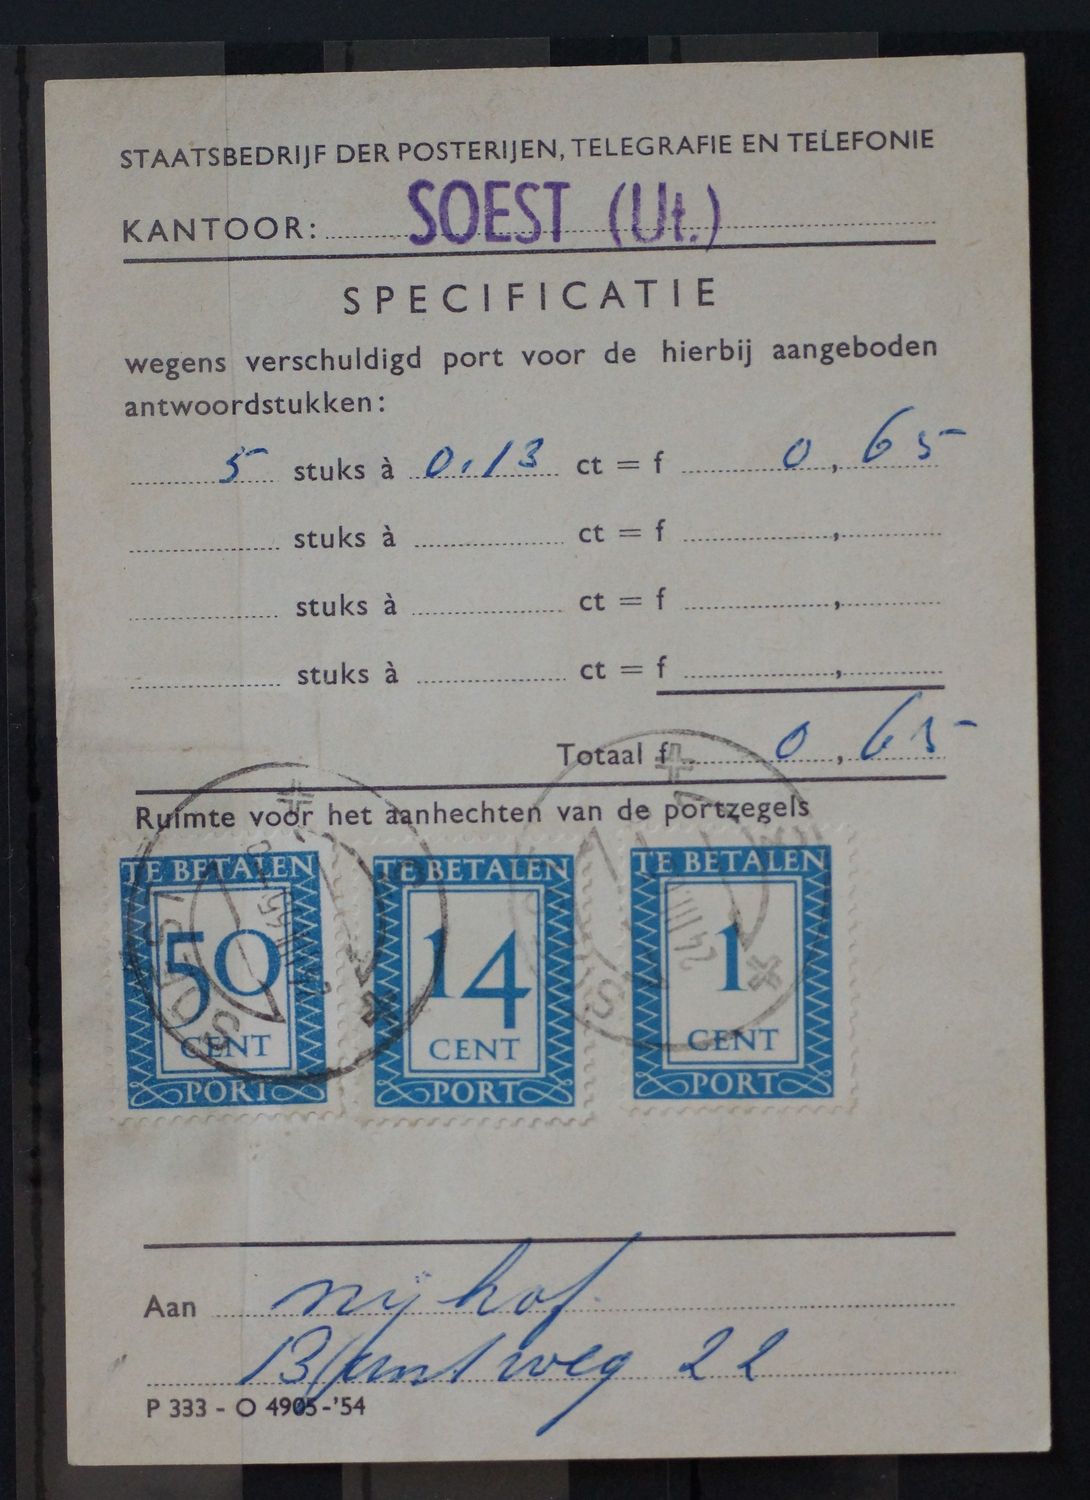 STAATSBEDRIJF DER POSTERIJEN, TELEGRAFIE EN TELEFONIE
KANTOOR: SOEST (Ut.)
SPECIFICATIE
wegens verschuldigd port voor de hierbij aangeboden
antwoordstukken:
5 stuks à 0,13 ct = f 0, 65
stuks à ct = f ,
stuks à ct = f ,
stuks à ct = f ,
Totaal f 0, 65
Ruimte voor het aanhechten van de portzegels
TE BETALEN TE BETALEN TE BETALEN
50 14 1
CENT CENT CENT
PORT PORT PORT
SOEST
Aan nijhof
weg 22
P 333 - O 4905-'54